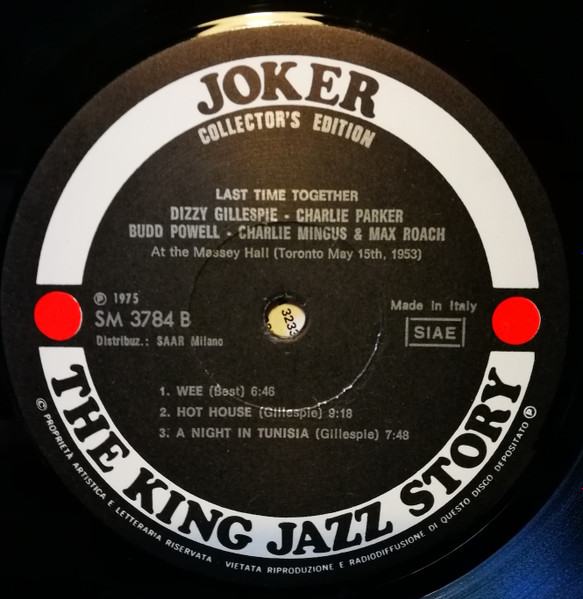 JOKER
COLLECTOR'S EDITION
LAST TIME TOGETHER
DIZZY GILLESPIE - CHARLIE PARKER
BUDD POWELL - CHARLIE MINGUS & MAX ROACH
At the Massey Hall (Toronto May 15th, 1953)
Ⓟ 1975
SM 3784 B
Distribuz.: SAAR Milano
Made in Italy
SIAE
3233
1. WEE (Best) 6:46
2. HOT HOUSE (Gillespie) 9:18
3. A NIGHT IN TUNISIA (Gillespie) 7:48
THE KING JAZZ STORY
© PROPRIETÀ ARTISTICA E LETTERARIA RISERVATA VIETATA RIPRODUZIONE E RADIODIFFUSIONE DI QUESTO DISCO DEPOSITATO Ⓟ